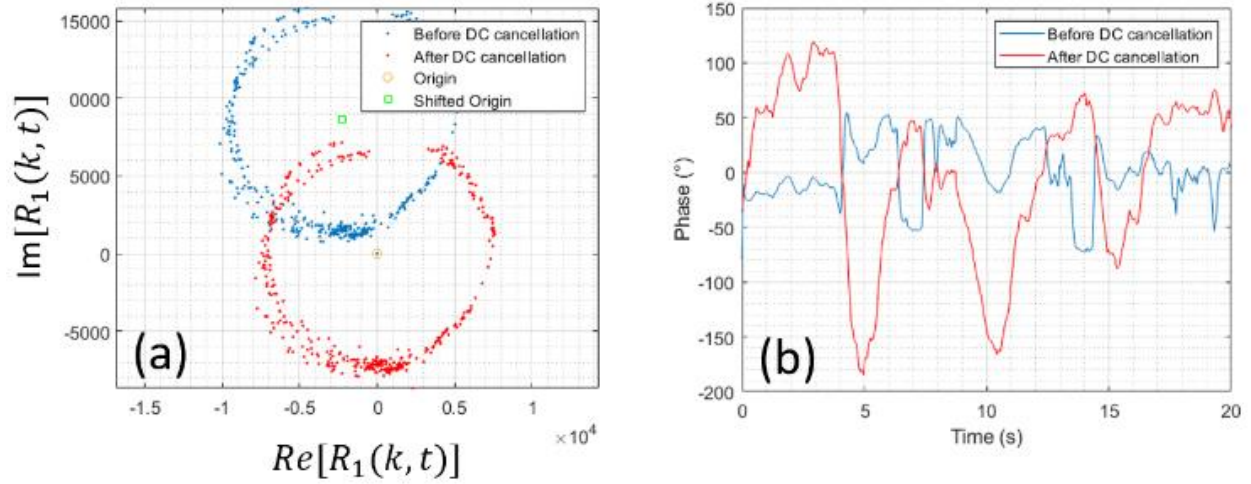 15000
0000
5000
0
-5000
Im[R₁(k, t)]
Before DC cancellation
After DC cancellation
Origin
Shifted Origin
(a)
-1.5 -1 -0.5 0 0.5 1
×10⁴
Re[R₁(k, t)]
150
100
50
0
-50
-100
-150
-200
Phase (°)
Before DC cancellation
After DC cancellation
(b)
0 5 10 15 20
Time (s)